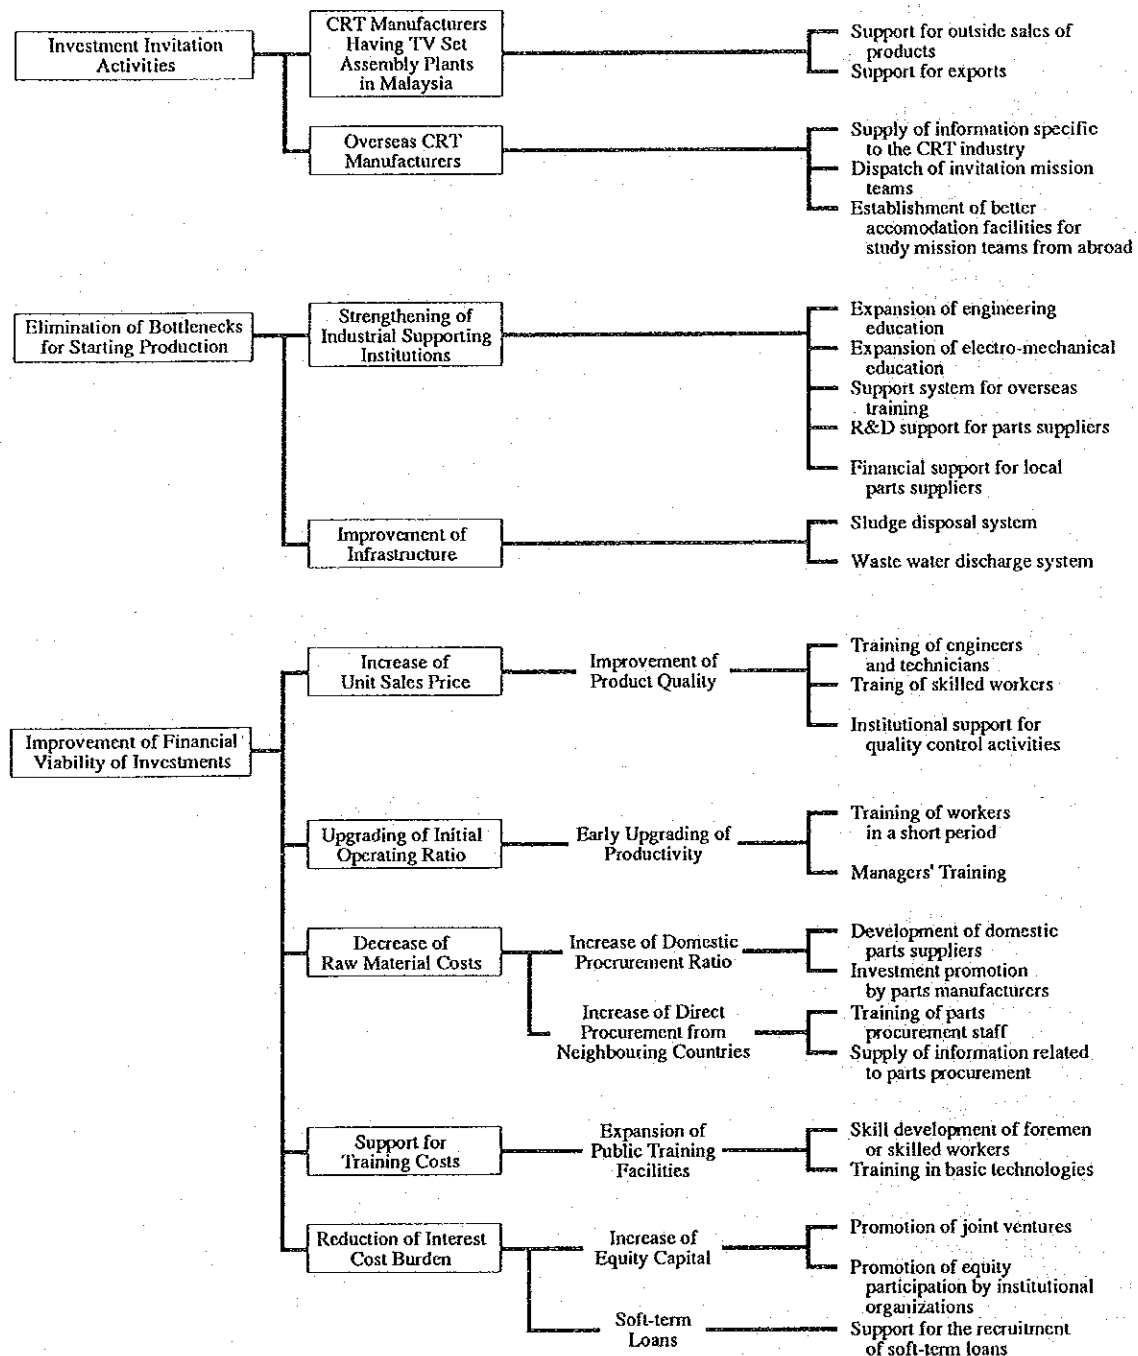 Investment Invitation
Activities
CRT Manufacturers
Having TV Set
Assembly Plants
in Malaysia
Support for outside sales of
products
Support for exports
Overseas CRT
Manufacturers
Supply of information specific
to the CRT industry
Dispatch of invitation mission
teams
Establishment of better
accomodation facilities for
study mission teams from abroad
Elimination of Bottlenecks
for Starting Production
Strengthening of
Industrial Supporting
Institutions
Expansion of engineering
education
Expansion of electro-mechanical
education
Support system for overseas
training
R&D support for parts suppliers
Financial support for local
parts suppliers
Improvement of
Infrastructure
Sludge disposal system
Waste water discharge system
Improvement of Financial
Viability of Investments
Increase of
Unit Sales Price
Improvement of
Product Quality
Training of engineers
and technicians
Traing of skilled workers
Institutional support for
quality control activities
Upgrading of Initial
Operating Ratio
Early Upgrading of
Productivity
Training of workers
in a short period
Managers' Training
Decrease of
Raw Material Costs
Increase of Domestic
Procrurement Ratio
Development of domestic
parts suppliers
Investment promotion
by parts manufacturers
Increase of Direct
Procurement from
Neighbouring Countries
Training of parts
procurement staff
Supply of information related
to parts procurement
Support for
Training Costs
Expansion of
Public Training
Facilities
Skill development of foremen
or skilled workers
Training in basic technologies
Reduction of Interest
Cost Burden
Increase of
Equity Capital
Promotion of joint ventures
Promotion of equity
participation by institutional
organizations
Soft-term
Loans
Support for the recruitment
of soft-term loans